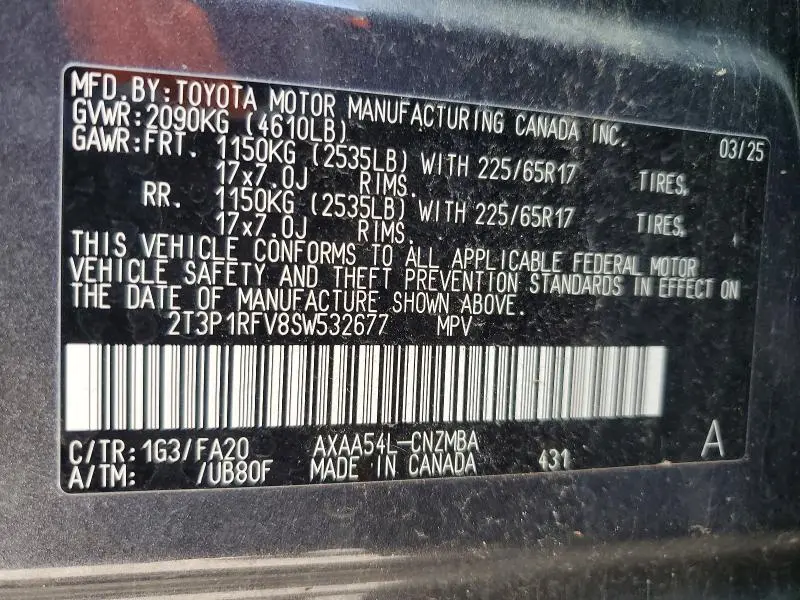 MFD. BY: TOYOTA MOTOR MANUFACTURING CANADA INC. 03/25
GVWR: 2090KG (4610LB)
GAWR: FRT. 1150KG (2535LB) WITH 225/65R17 TIRES,
17x7.0J RIMS.
RR. 1150KG (2535LB) WITH 225/65R17 TIRES,
17x7.0J RIMS.
THIS VEHICLE CONFORMS TO ALL APPLICABLE FEDERAL MOTOR
VEHICLE SAFETY AND THEFT PREVENTION STANDARDS IN EFFECT ON
THE DATE OF MANUFACTURE SHOWN ABOVE.
2T3P1RFV8SW532677 MPV
C/TR: 1G3/FA20 AXAA54L-CNZMBA A
A/TM: /UB80F MADE IN CANADA 431